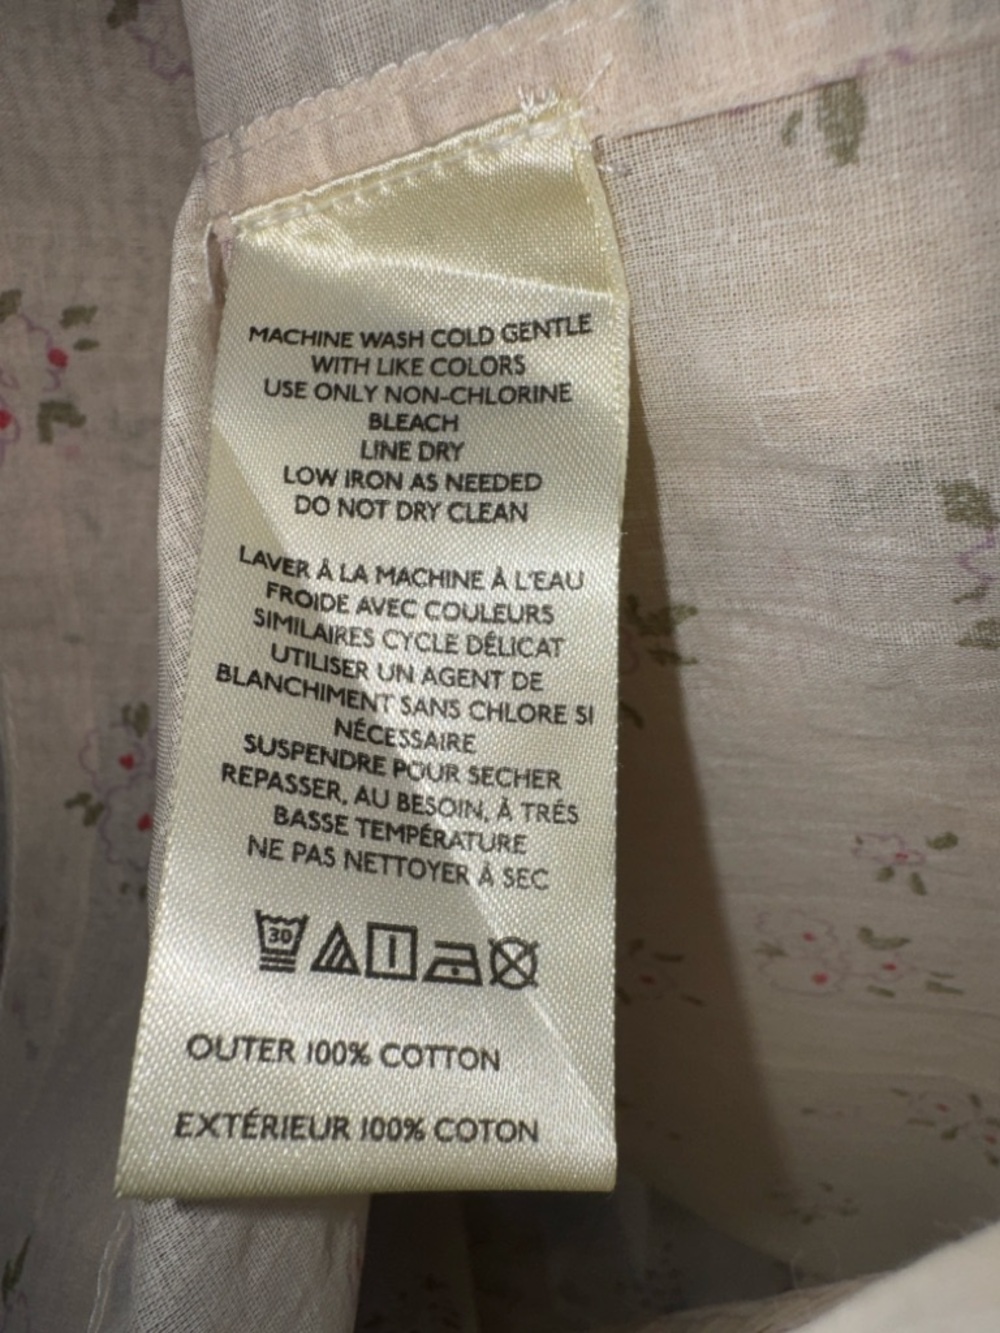 MACHINE WASH COLD GENTLE
WITH LIKE COLORS
USE ONLY NON-CHLORINE
BLEACH
LINE DRY
LOW IRON AS NEEDED
DO NOT DRY CLEAN
LAVER À LA MACHINE À L'EAU
FROIDE AVEC COULEURS
SIMILAIRES CYCLE DÉLICAT
UTILISER UN AGENT DE
BLANCHIMENT SANS CHLORE SI
NÉCESSAIRE
SUSPENDRE POUR SECHER
REPASSER, AU BESOIN, À TRÉS
BASSE TEMPÉRATURE
NE PAS NETTOYER À SEC
30
OUTER 100% COTTON
EXTÉRIEUR 100% COTON